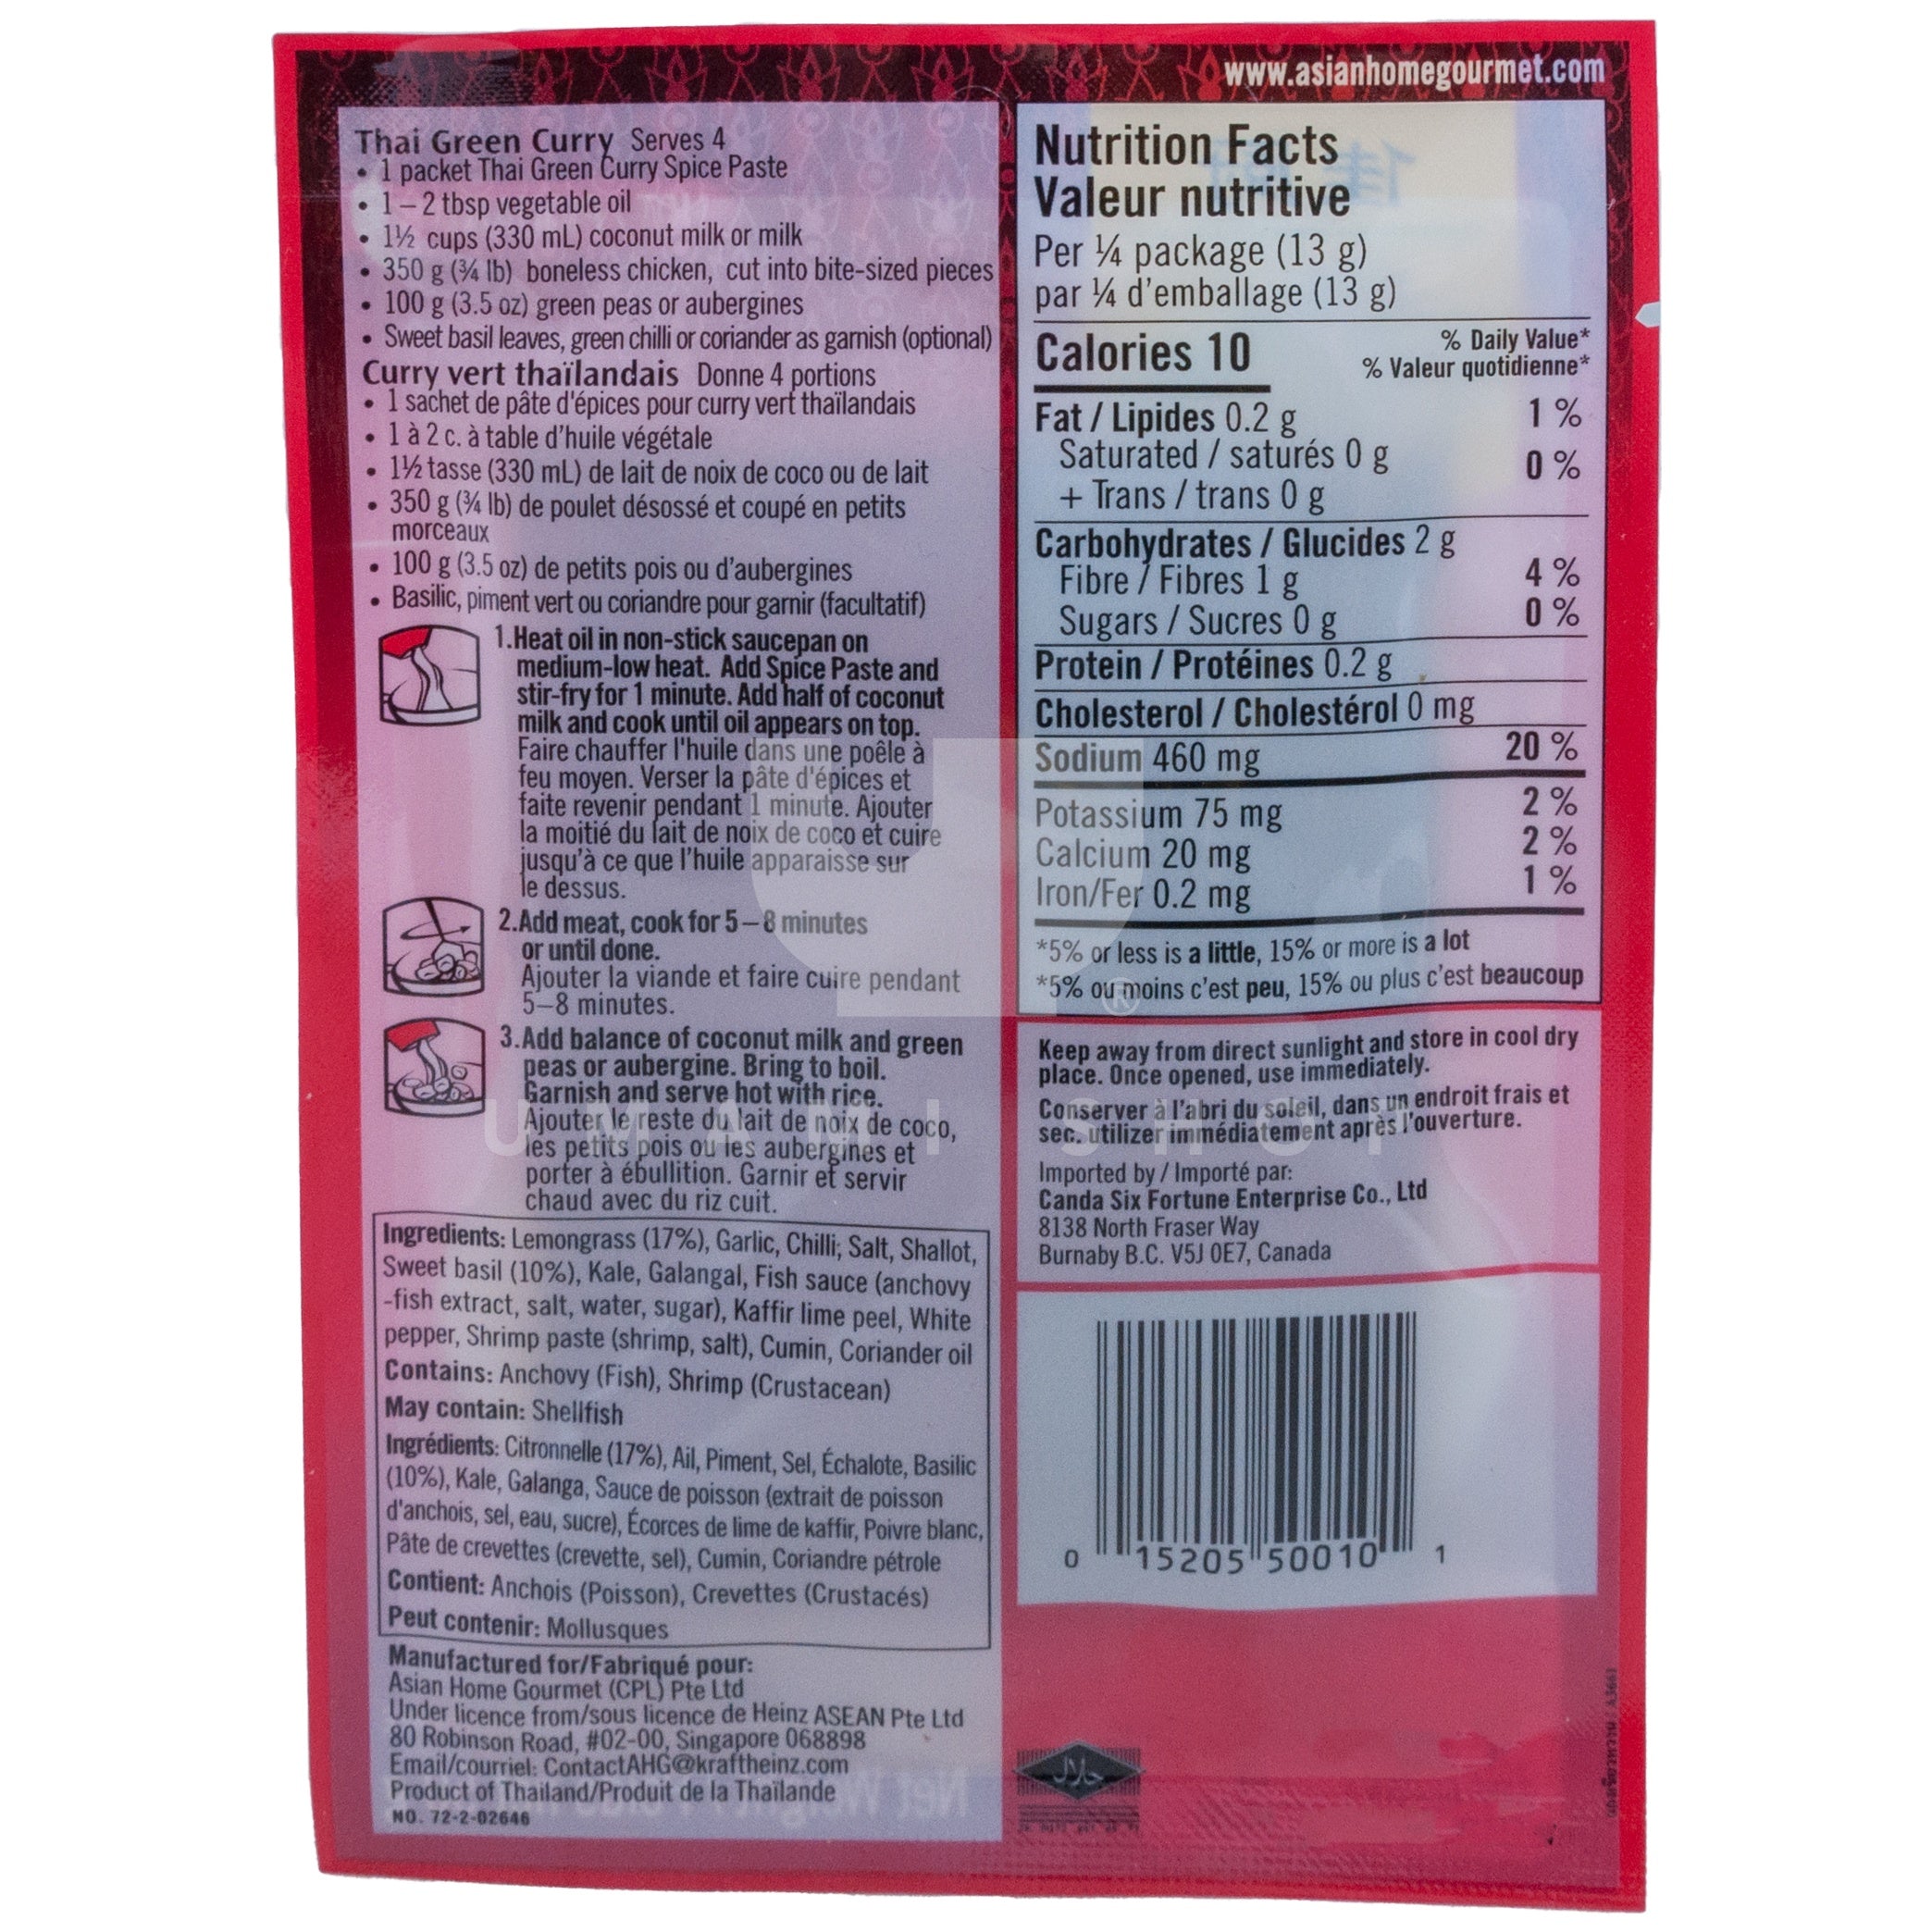 www.asianhomegourmet.com
Thai Green Curry Serves 4
• 1 packet Thai Green Curry Spice Paste
• 1 – 2 tbsp vegetable oil
• 1½ cups (330 mL) coconut milk or milk
• 350 g (¾ lb) boneless chicken, cut into bite-sized pieces
• 100 g (3.5 oz) green peas or aubergines
• Sweet basil leaves, green chilli or coriander as garnish (optional)
Curry vert thaïlandais Donne 4 portions
• 1 sachet de pâte d'épices pour curry vert thaïlandais
• 1 à 2 c. à table d'huile végétale
• 1½ tasse (330 mL) de lait de noix de coco ou de lait
• 350 g (¾ lb) de poulet désossé et coupé en petits
morceaux
• 100 g (3.5 oz) de petits pois ou d'aubergines
• Basilic, piment vert ou coriandre pour garnir (facultatif)
1.Heat oil in non-stick saucepan on
medium-low heat. Add Spice Paste and
stir-fry for 1 minute. Add half of coconut
milk and cook until oil appears on top.
Faire chauffer l'huile dans une poêle à
feu moyen. Verser la pâte d'épices et
faite revenir pendant 1 minute. Ajouter
la moitié du lait de noix de coco et cuire
jusqu'à ce que l'huile apparaisse sur
le dessus.
2.Add meat, cook for 5 – 8 minutes
or until done.
Ajouter la viande et faire cuire pendant
5–8 minutes.
3.Add balance of coconut milk and green
peas or aubergine. Bring to boil.
Garnish and serve hot with rice.
Ajouter le reste du lait de noix de coco,
les petits pois ou les aubergines et
porter à ébullition. Garnir et servir
chaud avec du riz cuit.
Ingredients: Lemongrass (17%), Garlic, Chilli, Salt, Shallot,
Sweet basil (10%), Kale, Galangal, Fish sauce (anchovy
-fish extract, salt, water, sugar), Kaffir lime peel, White
pepper, Shrimp paste (shrimp, salt), Cumin, Coriander oil
Contains: Anchovy (Fish), Shrimp (Crustacean)
May contain: Shellfish
Ingrédients: Citronnelle (17%), Ail, Piment, Sel, Échalote, Basilic
(10%), Kale, Galanga, Sauce de poisson (extrait de poisson
d'anchois, sel, eau, sucre), Écorces de lime de kaffir, Poivre blanc,
Pâte de crevettes (crevette, sel), Cumin, Coriandre pétrole
Contient: Anchois (Poisson), Crevettes (Crustacés)
Peut contenir: Mollusques
Manufactured for/Fabriqué pour:
Asian Home Gourmet (CPL) Pte Ltd
Under licence from/sous licence de Heinz ASEAN Pte Ltd
80 Robinson Road, #02-00, Singapore 068898
Email/courriel: ContactAHG@kraftheinz.com
Product of Thailand/Produit de la Thaïlande
NO. 72-2-02646
Nutrition Facts
Valeur nutritive
Per ¼ package (13 g)
par ¼ d'emballage (13 g)
Calories 10
% Daily Value*
% Valeur quotidienne*
Fat / Lipides 0.2 g 1 %
Saturated / saturés 0 g 0 %
+ Trans / trans 0 g
Carbohydrates / Glucides 2 g
Fibre / Fibres 1 g 4 %
Sugars / Sucres 0 g 0 %
Protein / Protéines 0.2 g
Cholesterol / Cholestérol 0 mg
Sodium 460 mg 20 %
Potassium 75 mg 2 %
Calcium 20 mg 2 %
Iron/Fer 0.2 mg 1 %
*5% or less is a little, 15% or more is a lot
*5% ou moins c'est peu, 15% ou plus c'est beaucoup
Keep away from direct sunlight and store in cool dry
place. Once opened, use immediately.
Conserver à l'abri du soleil, dans un endroit frais et
sec. utilizer immédiatement après l'ouverture.
Imported by / Importé par:
Canda Six Fortune Enterprise Co., Ltd
8138 North Fraser Way
Burnaby B.C. V5J 0E7, Canada
0 15205 50010 1
حلال
UMAMI SHOP
®